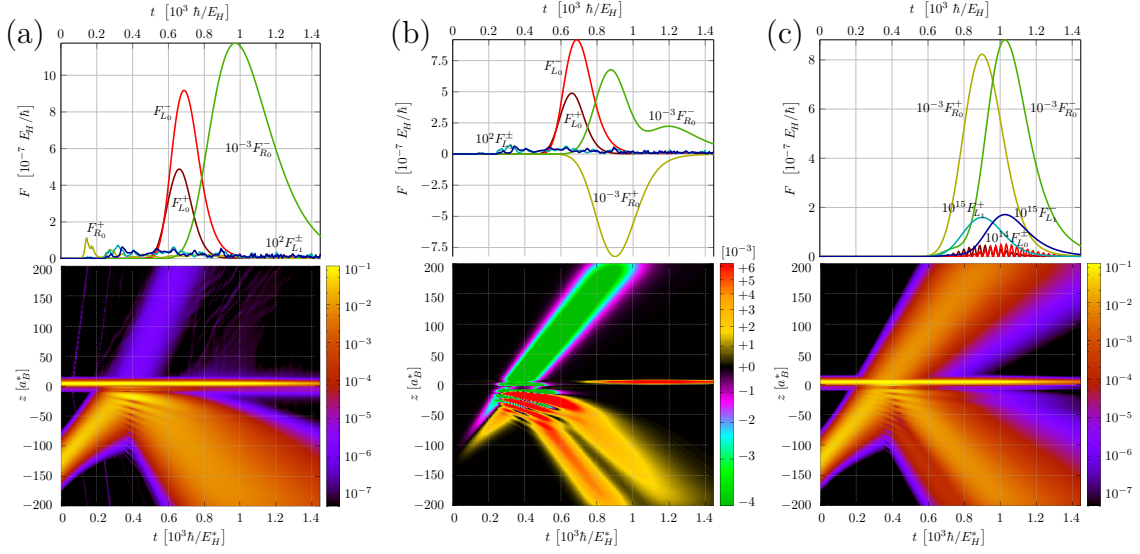 (a)
t [10³ ħ/E_H]
0 0.2 0.4 0.6 0.8 1 1.2 1.4
F [10⁻⁷ E_H/ħ]
10
8
6
4
2
0
F⁻_{L₀}
10⁻³F⁻_{R₀}
F⁺_{L₀}
F⁺_{R₀}
10²F^±_{L₁}
z [a*_B]
200
150
100
50
0
−50
−100
−150
−200
0 0.2 0.4 0.6 0.8 1 1.2 1.4
t [10³ħ/E*_H]
10⁻¹
10⁻²
10⁻³
10⁻⁴
10⁻⁵
10⁻⁶
10⁻⁷
(b)
t [10³ ħ/E_H]
0 0.2 0.4 0.6 0.8 1 1.2 1.4
F [10⁻⁷ E_H/ħ]
7.5
5
2.5
0
−2.5
−5
−7.5
F⁻_{L₀}
F⁺_{L₀}
10²F^±_{L₁}
10⁻³F⁻_{R₀}
10⁻³F⁺_{R₀}
z [a*_B]
200
150
100
50
0
−50
−100
−150
−200
0 0.2 0.4 0.6 0.8 1 1.2 1.4
t [10³ħ/E*_H]
[10⁻³]
+6
+5
+4
+3
+2
+1
0
−1
−2
−3
−4
(c)
t [10³ ħ/E_H]
0 0.2 0.4 0.6 0.8 1 1.2 1.4
F [10⁻⁷ E_H/ħ]
8
6
4
2
0
10⁻³F⁺_{R₀}
10⁻³F⁻_{R₀}
10¹⁵F⁺_{L₁}
10¹⁵F⁻_{L₁}
10¹⁴F^±_{L₀}
z [a*_B]
200
150
100
50
0
−50
−100
−150
−200
0 0.2 0.4 0.6 0.8 1 1.2 1.4
t [10³ħ/E*_H]
10⁻¹
10⁻²
10⁻³
10⁻⁴
10⁻⁵
10⁻⁶
10⁻⁷